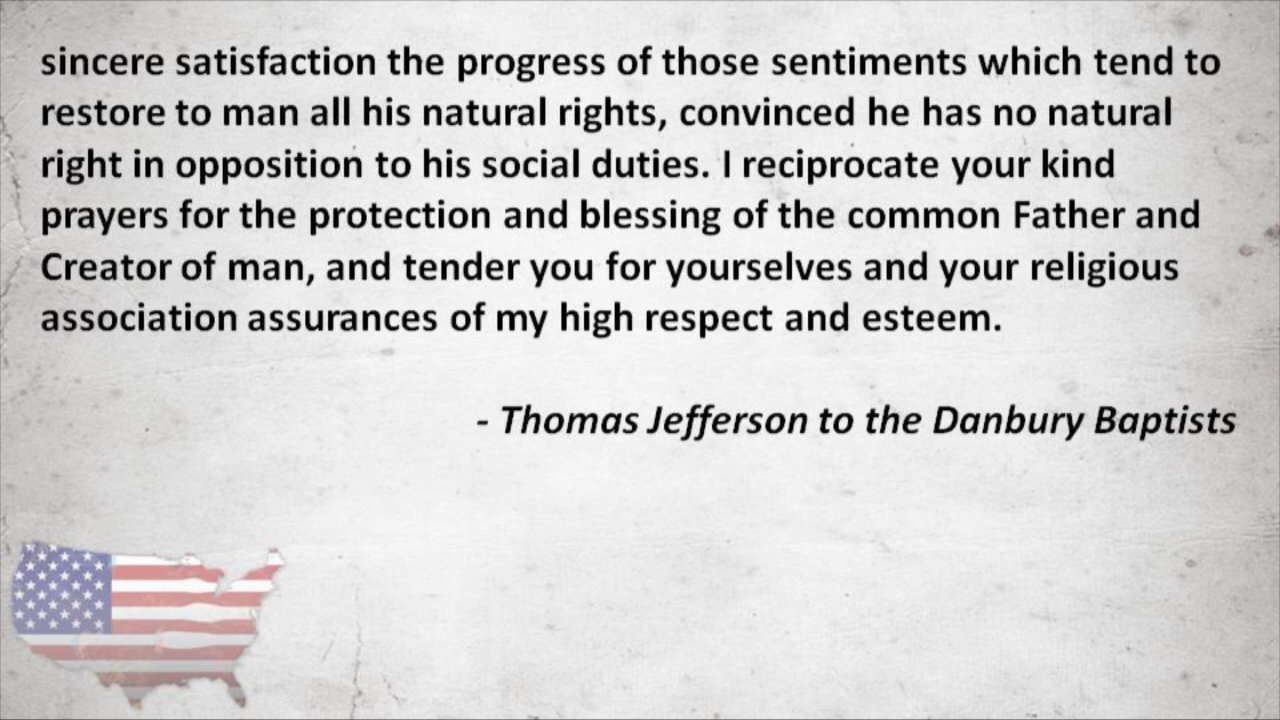 sincere satisfaction the progress of those sentiments which tend to
restore to man all his natural rights, convinced he has no natural
right in opposition to his social duties. I reciprocate your kind
prayers for the protection and blessing of the common Father and
Creator of man, and tender you for yourselves and your religious
association assurances of my high respect and esteem.
- Thomas Jefferson to the Danbury Baptists